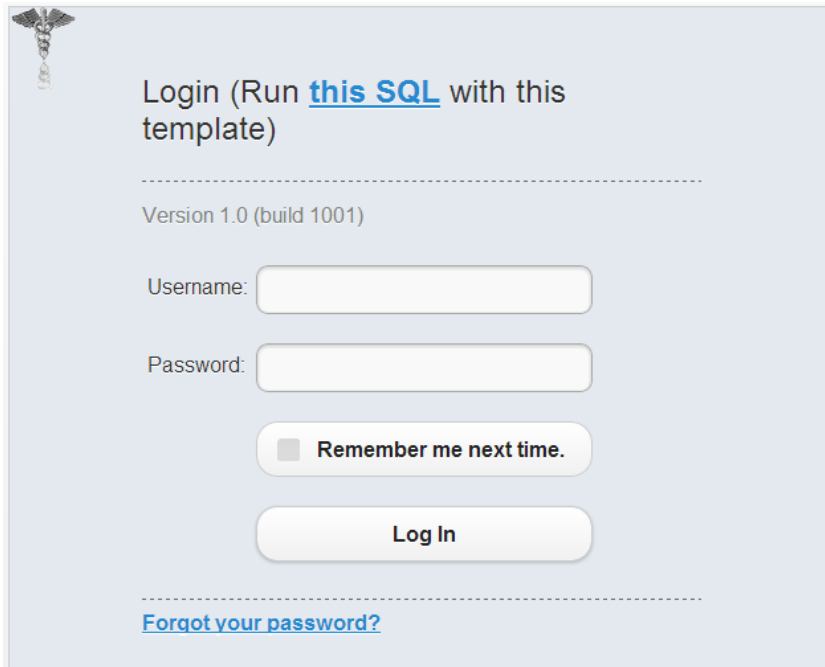 Login (Run this SQL with this
template)
Version 1.0 (build 1001)
Username:
Password:
Remember me next time.
Log In
Forgot your password?